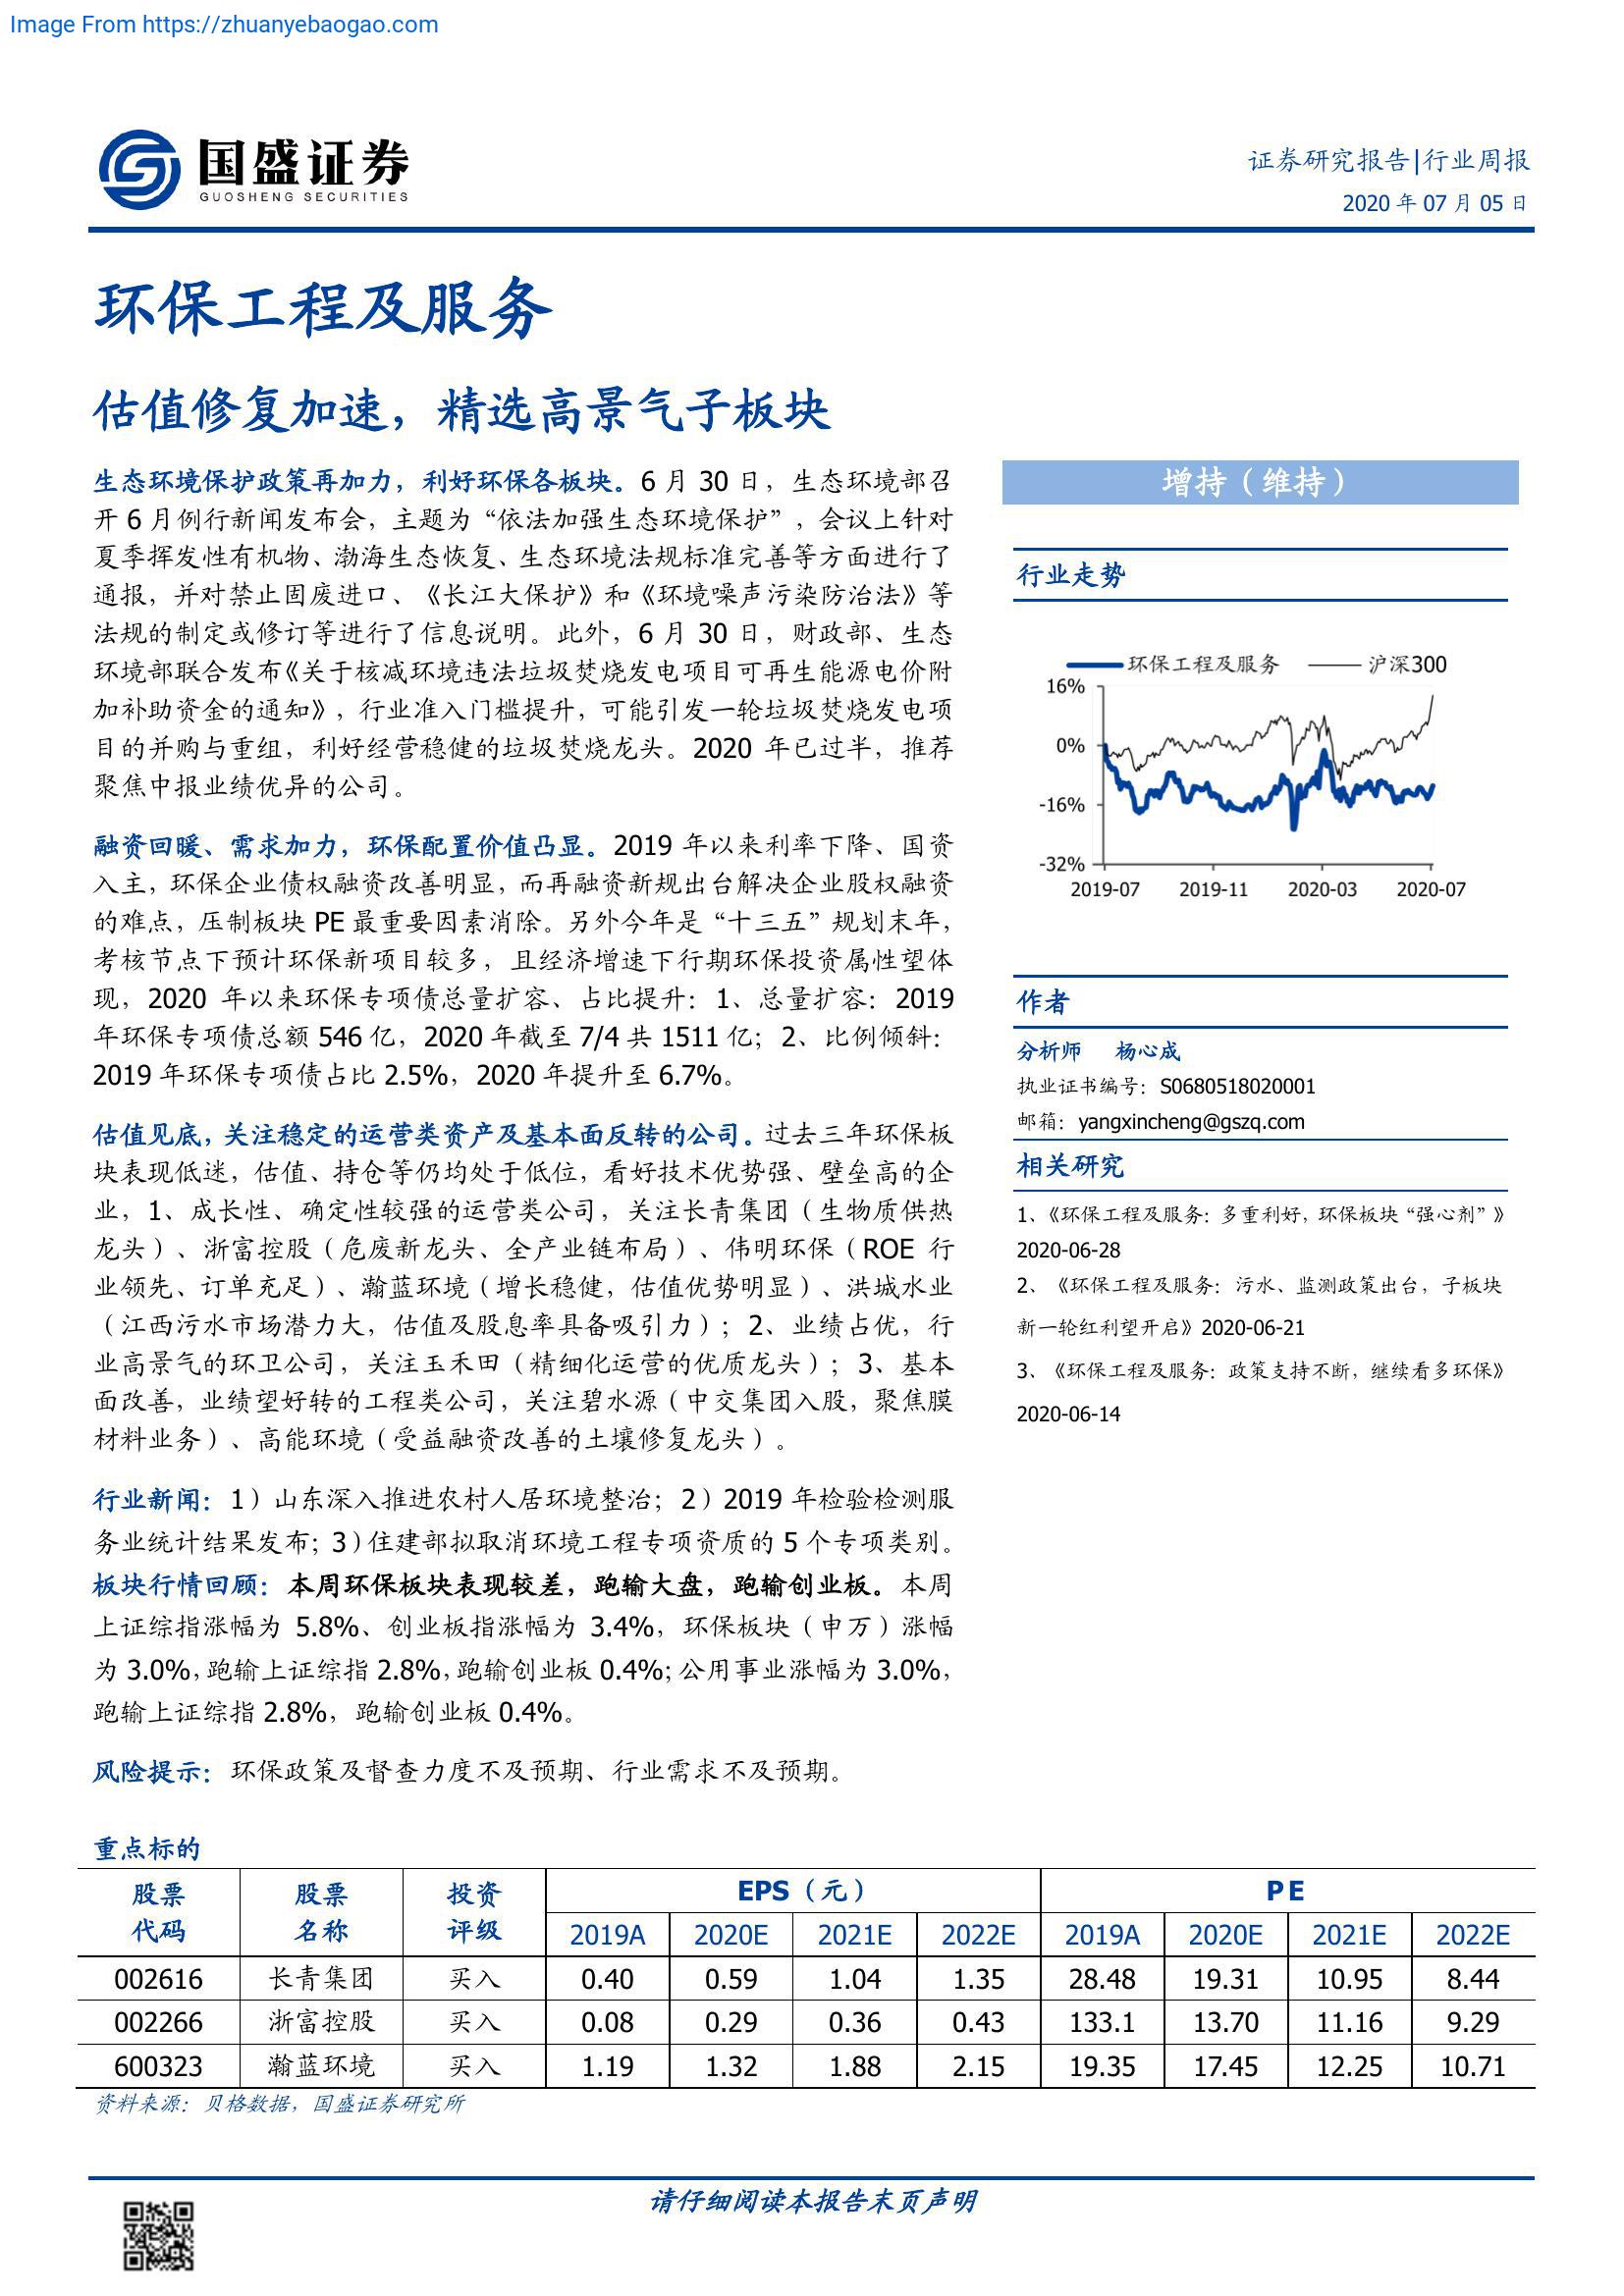 Image From https://zhuanyebaogao.com
国盛证券
GUOSHENG SECURITIES
证券研究报告|行业周报
2020 年 07 月 05 日
环保工程及服务
估值修复加速，精选高景气子板块
生态环境保护政策再加力，利好环保各板块。6 月 30 日，生态环境部召
开 6 月例行新闻发布会，主题为“依法加强生态环境保护”，会议上针对
夏季挥发性有机物、渤海生态恢复、生态环境法规标准完善等方面进行了
通报，并对禁止固废进口、《长江大保护》和《环境噪声污染防治法》等
法规的制定或修订等进行了信息说明。此外，6 月 30 日，财政部、生态
环境部联合发布《关于核减环境违法垃圾焚烧发电项目可再生能源电价附
加补助资金的通知》，行业准入门槛提升，可能引发一轮垃圾焚烧发电项
目的并购与重组，利好经营稳健的垃圾焚烧龙头。2020 年已过半，推荐
聚焦中报业绩优异的公司。
融资回暖、需求加力，环保配置价值凸显。2019 年以来利率下降、国资
入主，环保企业债权融资改善明显，而再融资新规出台解决企业股权融资
的难点，压制板块 PE 最重要因素消除。另外今年是“十三五”规划末年，
考核节点下预计环保新项目较多，且经济增速下行期环保投资属性望体
现，2020 年以来环保专项债总量扩容、占比提升：1、总量扩容：2019
年环保专项债总额 546 亿，2020 年截至 7/4 共 1511 亿；2、比例倾斜：
2019 年环保专项债占比 2.5%，2020 年提升至 6.7%。
估值见底，关注稳定的运营类资产及基本面反转的公司。过去三年环保板
块表现低迷，估值、持仓等仍均处于低位，看好技术优势强、壁垒高的企
业，1、成长性、确定性较强的运营类公司，关注长青集团（生物质供热
龙头）、浙富控股（危废新龙头、全产业链布局）、伟明环保（ROE 行
业领先、订单充足）、瀚蓝环境（增长稳健，估值优势明显）、洪城水业
（江西污水市场潜力大，估值及股息率具备吸引力）；2、业绩占优，行
业高景气的环卫公司，关注玉禾田（精细化运营的优质龙头）；3、基本
面改善，业绩望好转的工程类公司，关注碧水源（中交集团入股，聚焦膜
材料业务）、高能环境（受益融资改善的土壤修复龙头）。
行业新闻：1）山东深入推进农村人居环境整治；2）2019 年检验检测服
务业统计结果发布；3）住建部拟取消环境工程专项资质的 5 个专项类别。
板块行情回顾：本周环保板块表现较差，跑输大盘，跑输创业板。本周
上证综指涨幅为 5.8%、创业板指涨幅为 3.4%，环保板块（申万）涨幅
为 3.0%，跑输上证综指 2.8%，跑输创业板 0.4%；公用事业涨幅为 3.0%，
跑输上证综指 2.8%，跑输创业板 0.4%。
风险提示：环保政策及督查力度不及预期、行业需求不及预期。
增持（维持）
行业走势
环保工程及服务 沪深300
16%
0%
-16%
-32%
2019-07 2019-11 2020-03 2020-07
作者
分析师 杨心成
执业证书编号：S0680518020001
邮箱：yangxincheng@gszq.com
相关研究
1、《环保工程及服务：多重利好，环保板块“强心剂”》
2020-06-28
2、《环保工程及服务：污水、监测政策出台，子板块
新一轮红利望开启》2020-06-21
3、《环保工程及服务：政策支持不断，继续看多环保》
2020-06-14
重点标的
股票 股票 投资 EPS（元） PE
代码 名称 评级 2019A 2020E 2021E 2022E 2019A 2020E 2021E 2022E
002616 长青集团 买入 0.40 0.59 1.04 1.35 28.48 19.31 10.95 8.44
002266 浙富控股 买入 0.08 0.29 0.36 0.43 133.1 13.70 11.16 9.29
600323 瀚蓝环境 买入 1.19 1.32 1.88 2.15 19.35 17.45 12.25 10.71
资料来源：贝格数据，国盛证券研究所
请仔细阅读本报告末页声明